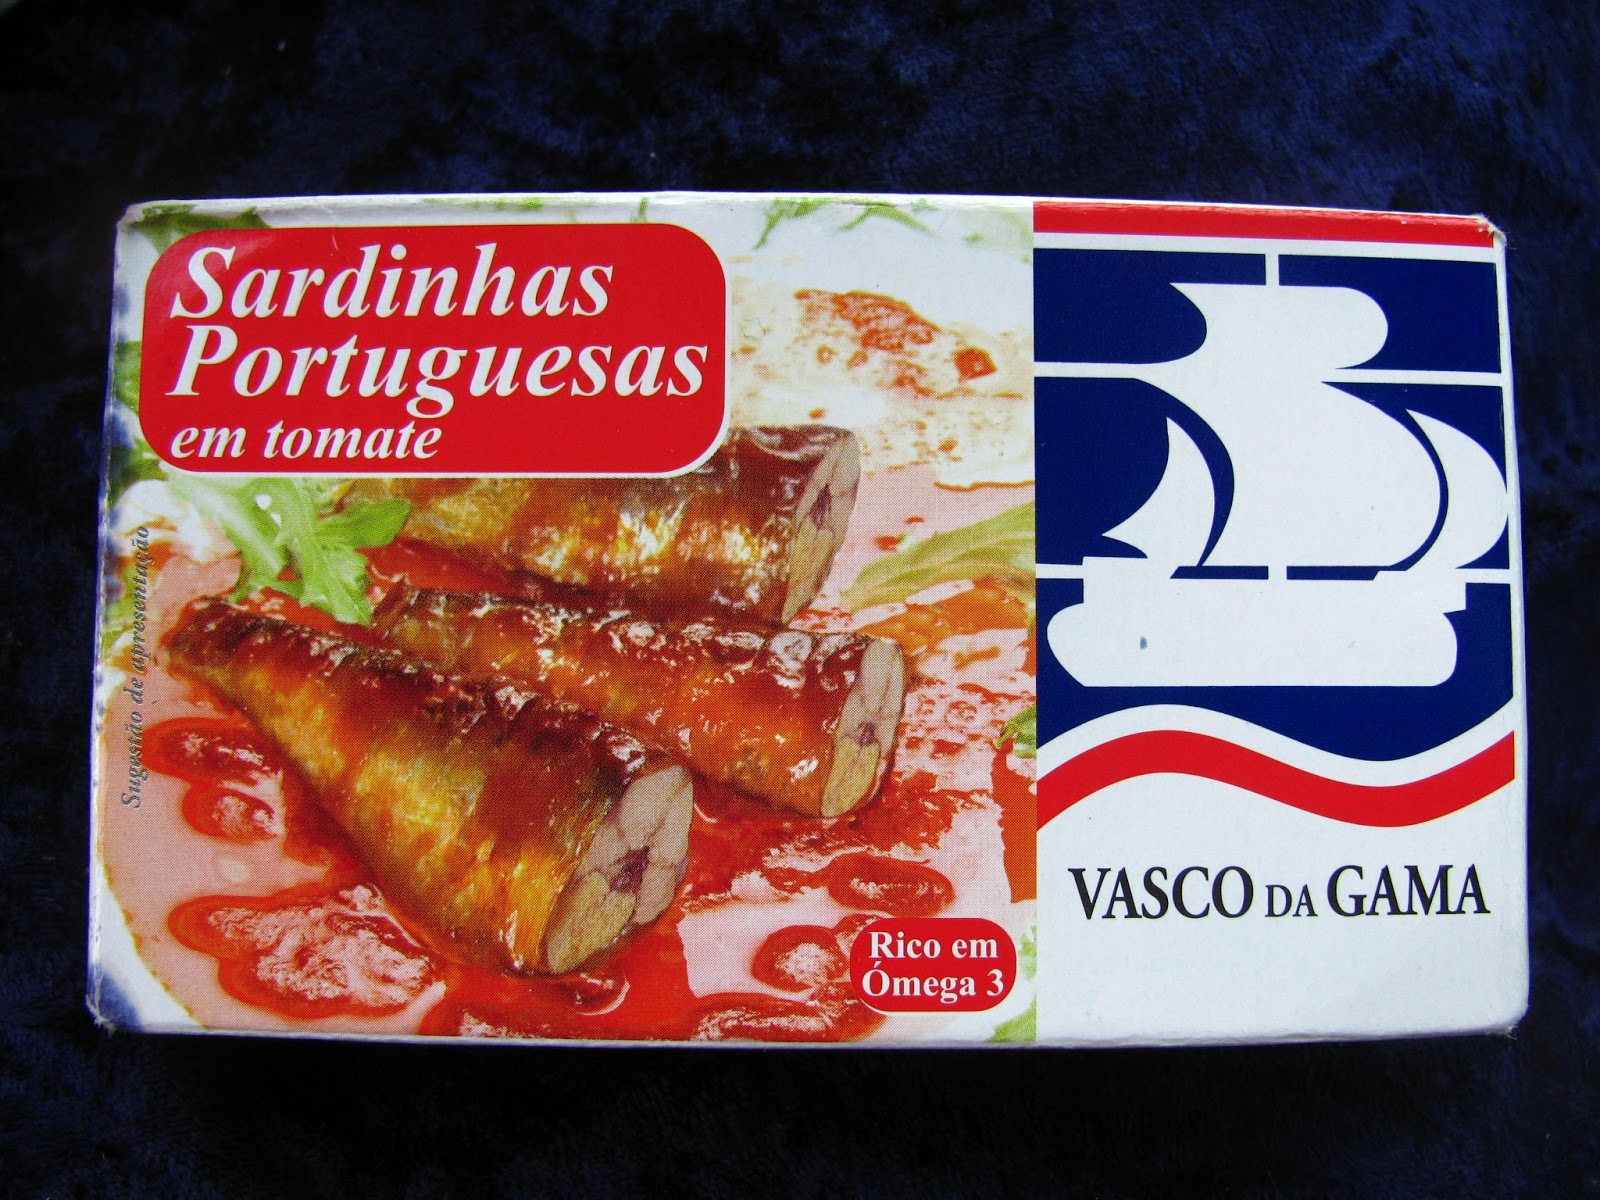 Sardinhas
Portuguesas
em tomate
Sugestão de apresentação
Rico em
Ómega 3
VASCO DA GAMA